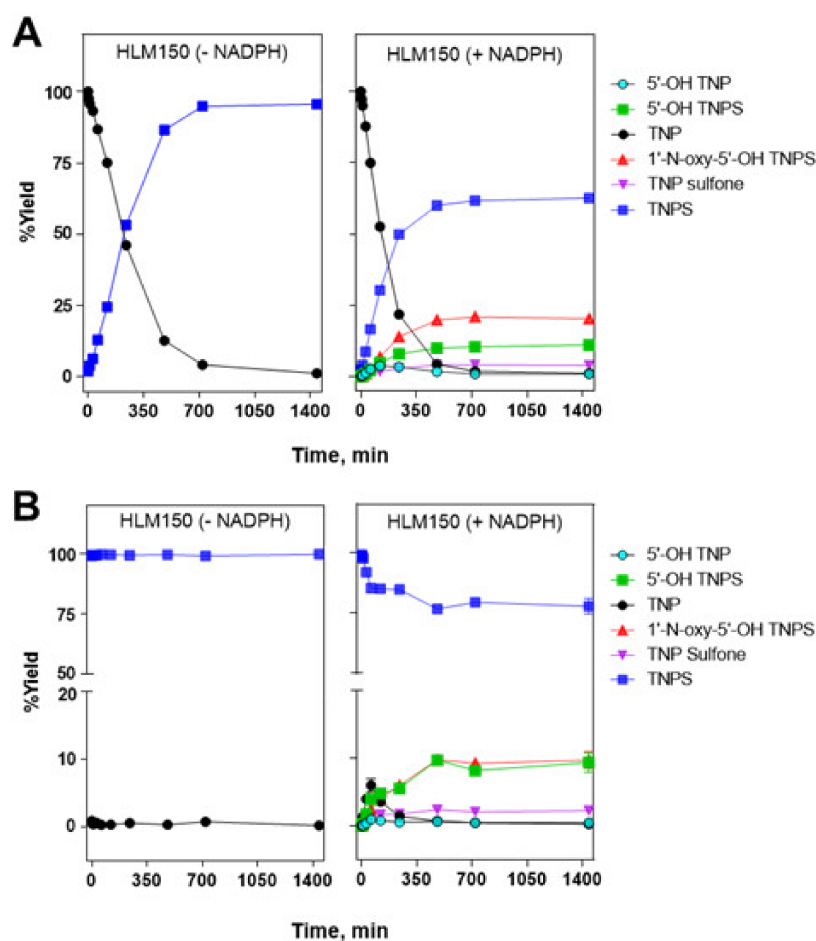 A
HLM150 (- NADPH)
HLM150 (+ NADPH)
100
75
50
25
0
%Yield
0 350 700 1050 1400
0 350 700 1050 1400
Time, min
5'-OH TNP
5'-OH TNPS
TNP
1'-N-oxy-5'-OH TNPS
TNP sulfone
TNPS
B
HLM150 (- NADPH)
HLM150 (+ NADPH)
100
75
50
20
10
0
%Yield
0 350 700 1050 1400
0 350 700 1050 1400
Time, min
5'-OH TNP
5'-OH TNPS
TNP
1'-N-oxy-5'-OH TNPS
TNP Sulfone
TNPS